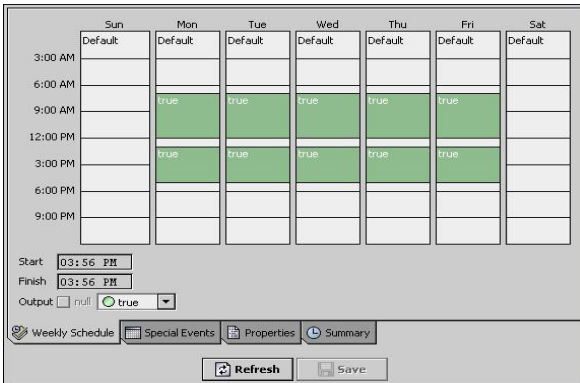 Sun Mon Tue Wed Thu Fri Sat
Default Default Default Default Default Default Default
3:00 AM
6:00 AM
9:00 AM
true true true true true
12:00 PM
true true true true true
3:00 PM
6:00 PM
9:00 PM
Start 03:56 PM
Finish 03:56 PM
Output null true
Weekly Schedule Special Events Properties Summary
Refresh Save